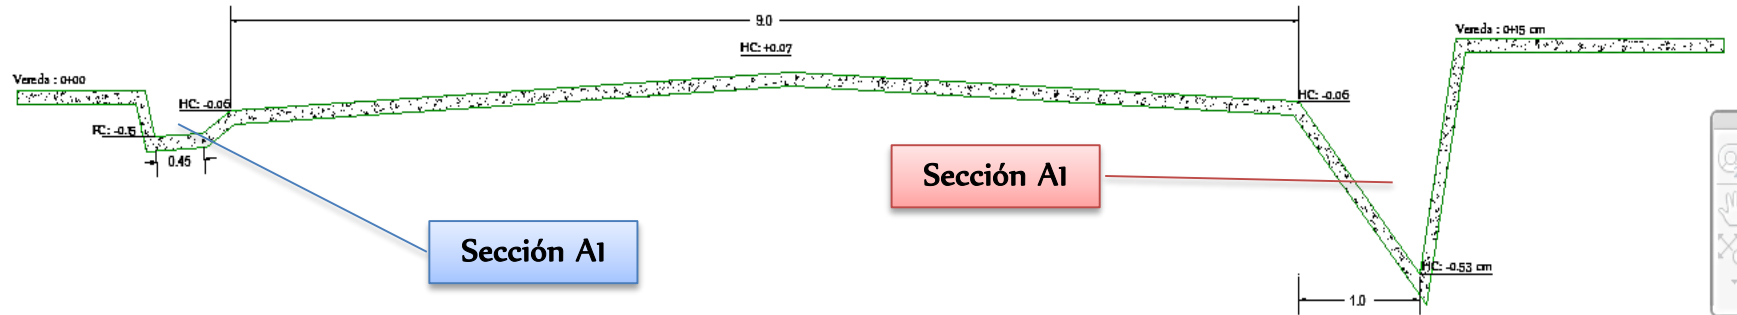 9.0
Vereda : 0+15 cm
HC: +0.07
Vereda : 0+00
HC: -0.06
HC: -0.06
FC: -0.15
0.45
Sección A1
Sección A1
HC: -0.53 cm
1.0